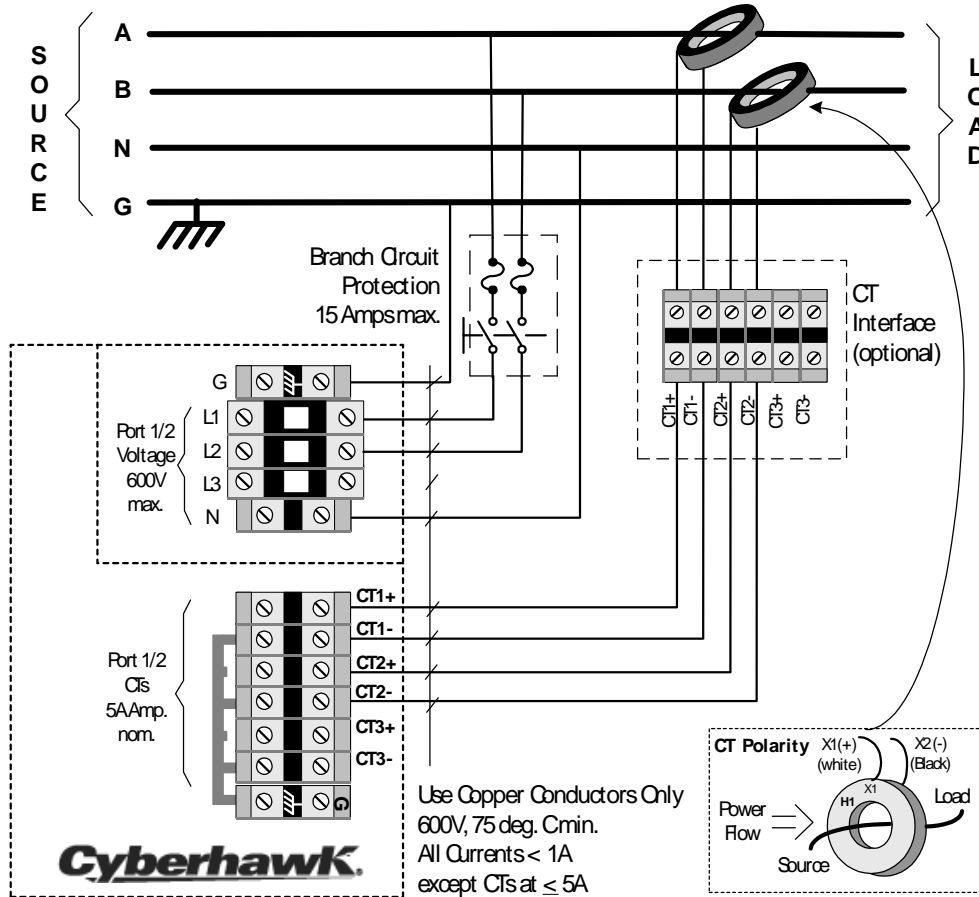 SOURCE
A
B
N
G
LOAD
Branch Circuit
Protection
15 Amps max.
CT
Interface
(optional)
CT1+
CT1-
CT2+
CT2-
CT3+
CT3-
G
L1
L2
L3
N
Port 1/2
Voltage
600V
max.
CT1+
CT1-
CT2+
CT2-
CT3+
CT3-
G
Port 1/2
CTs
5A Amp.
nom.
Cyberhawk.
Use Copper Conductors Only
600V, 75 deg. C min.
All Currents < 1A
except CTs at ≤ 5A
CT Polarity
X1(+)
(white)
X2(-)
(Black)
H1
X1
Power
Flow
Source
Load